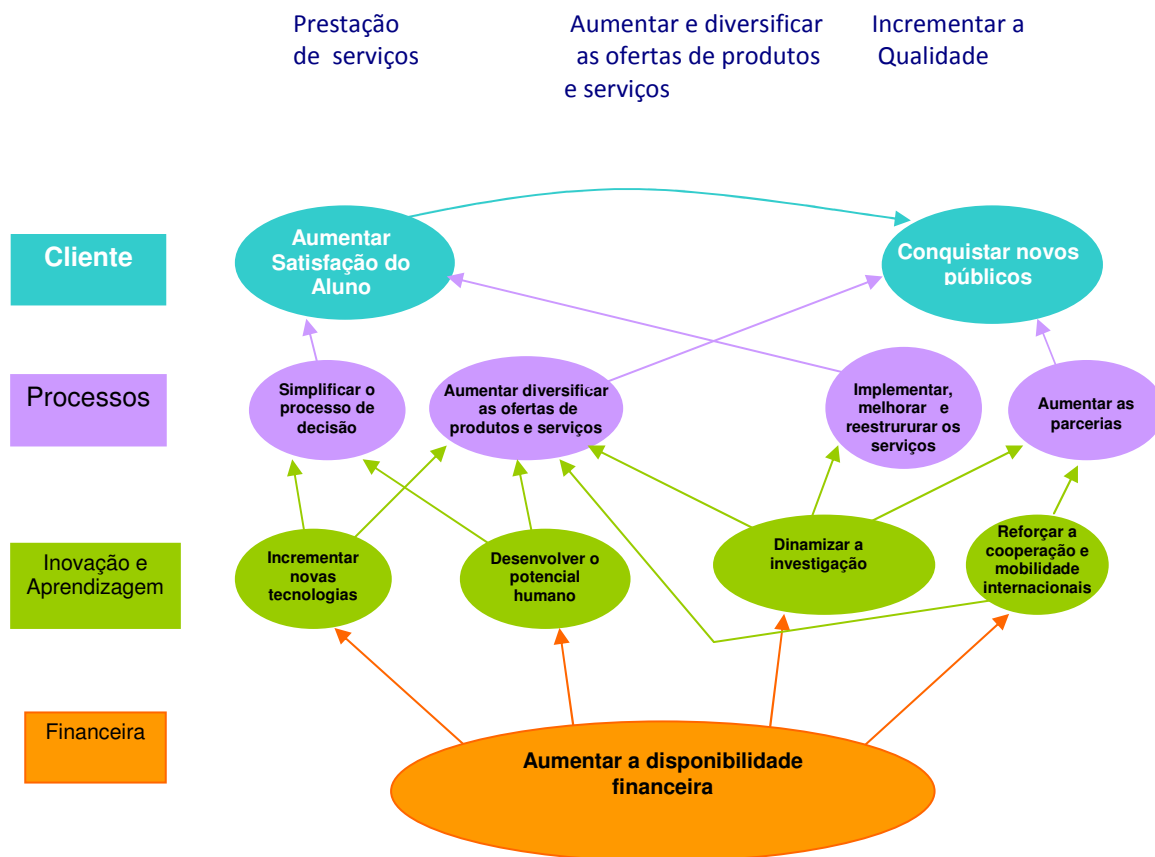 Prestação
de serviços
Aumentar e diversificar
as ofertas de produtos
e serviços
Incrementar a
Qualidade
Cliente
Aumentar
Satisfação do
Aluno
Conquistar novos
públicos
Processos
Simplificar o
processo de
decisão
Aumentar diversificar
as ofertas de
produtos e serviços
Implementar,
melhorar e
reestrururar os
serviços
Aumentar as
parcerias
Inovação e
Aprendizagem
Incrementar
novas
tecnologias
Desenvolver o
potencial
humano
Dinamizar a
investigação
Reforçar a
cooperação e
mobilidade
internacionais
Financeira
Aumentar a disponibilidade
financeira